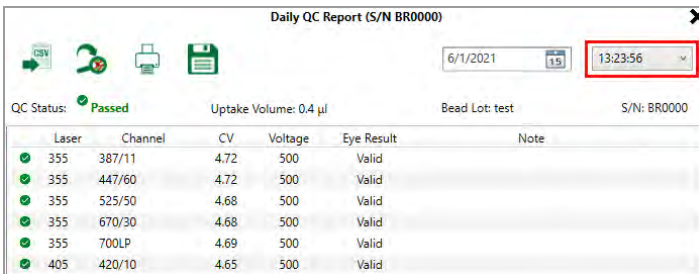 Daily QC Report (S/N BR0000)
CSV
6/1/2021 15 13:23:56
QC Status: Passed Uptake Volume: 0.4 µl Bead Lot: test S/N: BR0000
Laser Channel CV Voltage Eye Result Note
355 387/11 4.72 500 Valid
355 447/60 4.72 500 Valid
355 525/50 4.68 500 Valid
355 670/30 4.68 500 Valid
355 700LP 4.69 500 Valid
405 420/10 4.65 500 Valid